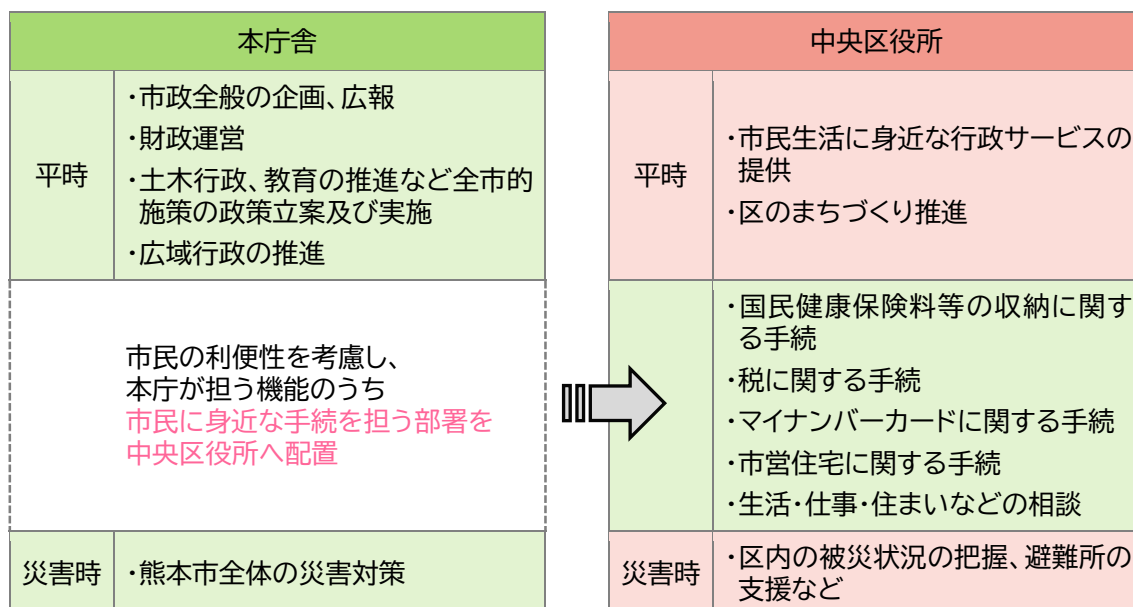 本庁舎
平時
・市政全般の企画、広報
・財政運営
・土木行政、教育の推進など全市的
施策の政策立案及び実施
・広域行政の推進
市民の利便性を考慮し、
本庁が担う機能のうち
市民に身近な手続を担う部署を
中央区役所へ配置
災害時
・熊本市全体の災害対策
中央区役所
平時
・市民生活に身近な行政サービスの
提供
・区のまちづくり推進
・国民健康保険料等の収納に関す
る手続
・税に関する手続
・マイナンバーカードに関する手続
・市営住宅に関する手続
・生活・仕事・住まいなどの相談
災害時
・区内の被災状況の把握、避難所の
支援など